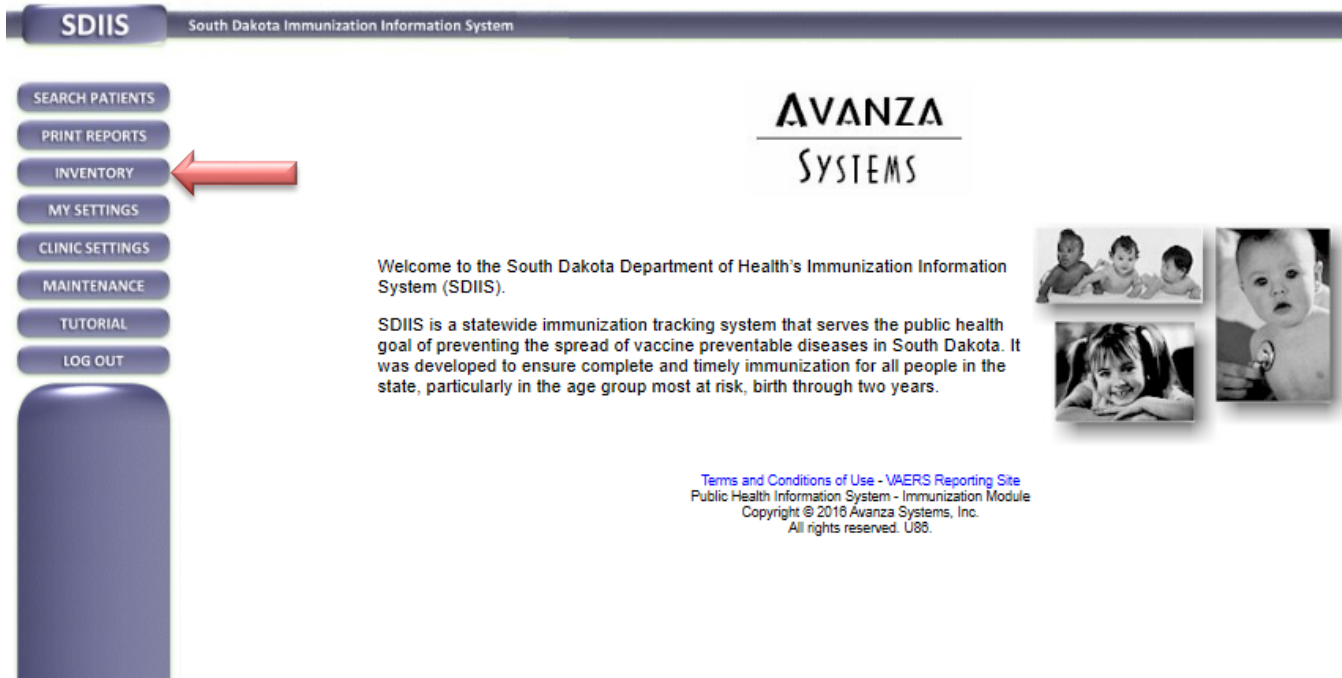 SDIIS
South Dakota Immunization Information System
SEARCH PATIENTS
PRINT REPORTS
INVENTORY
MY SETTINGS
CLINIC SETTINGS
MAINTENANCE
TUTORIAL
LOG OUT
AVANZA
SYSTEMS
Welcome to the South Dakota Department of Health's Immunization Information
System (SDIIS).
SDIIS is a statewide immunization tracking system that serves the public health
goal of preventing the spread of vaccine preventable diseases in South Dakota. It
was developed to ensure complete and timely immunization for all people in the
state, particularly in the age group most at risk, birth through two years.
Terms and Conditions of Use - VAERS Reporting Site
Public Health Information System - Immunization Module
Copyright © 2016 Avanza Systems, Inc.
All rights reserved. U86.